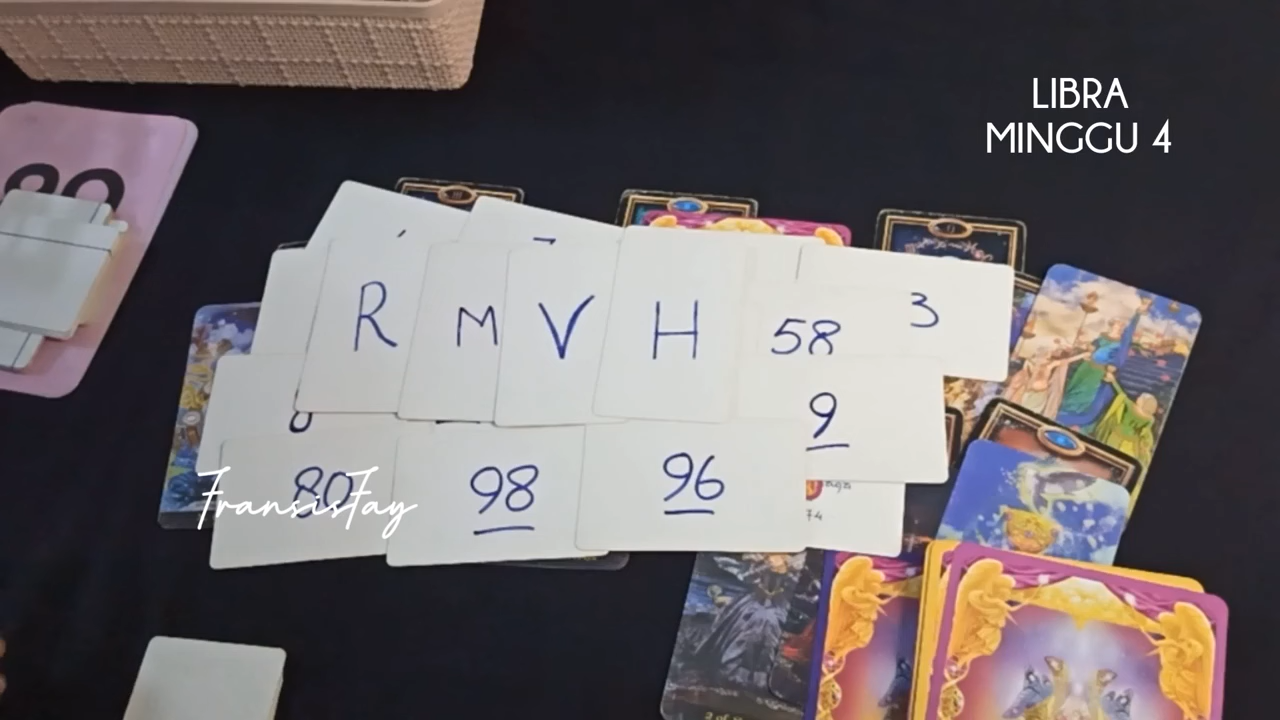 LIBRA
MINGGU 4
R M V H 58 3
9
80 98 96
FransisFay
74